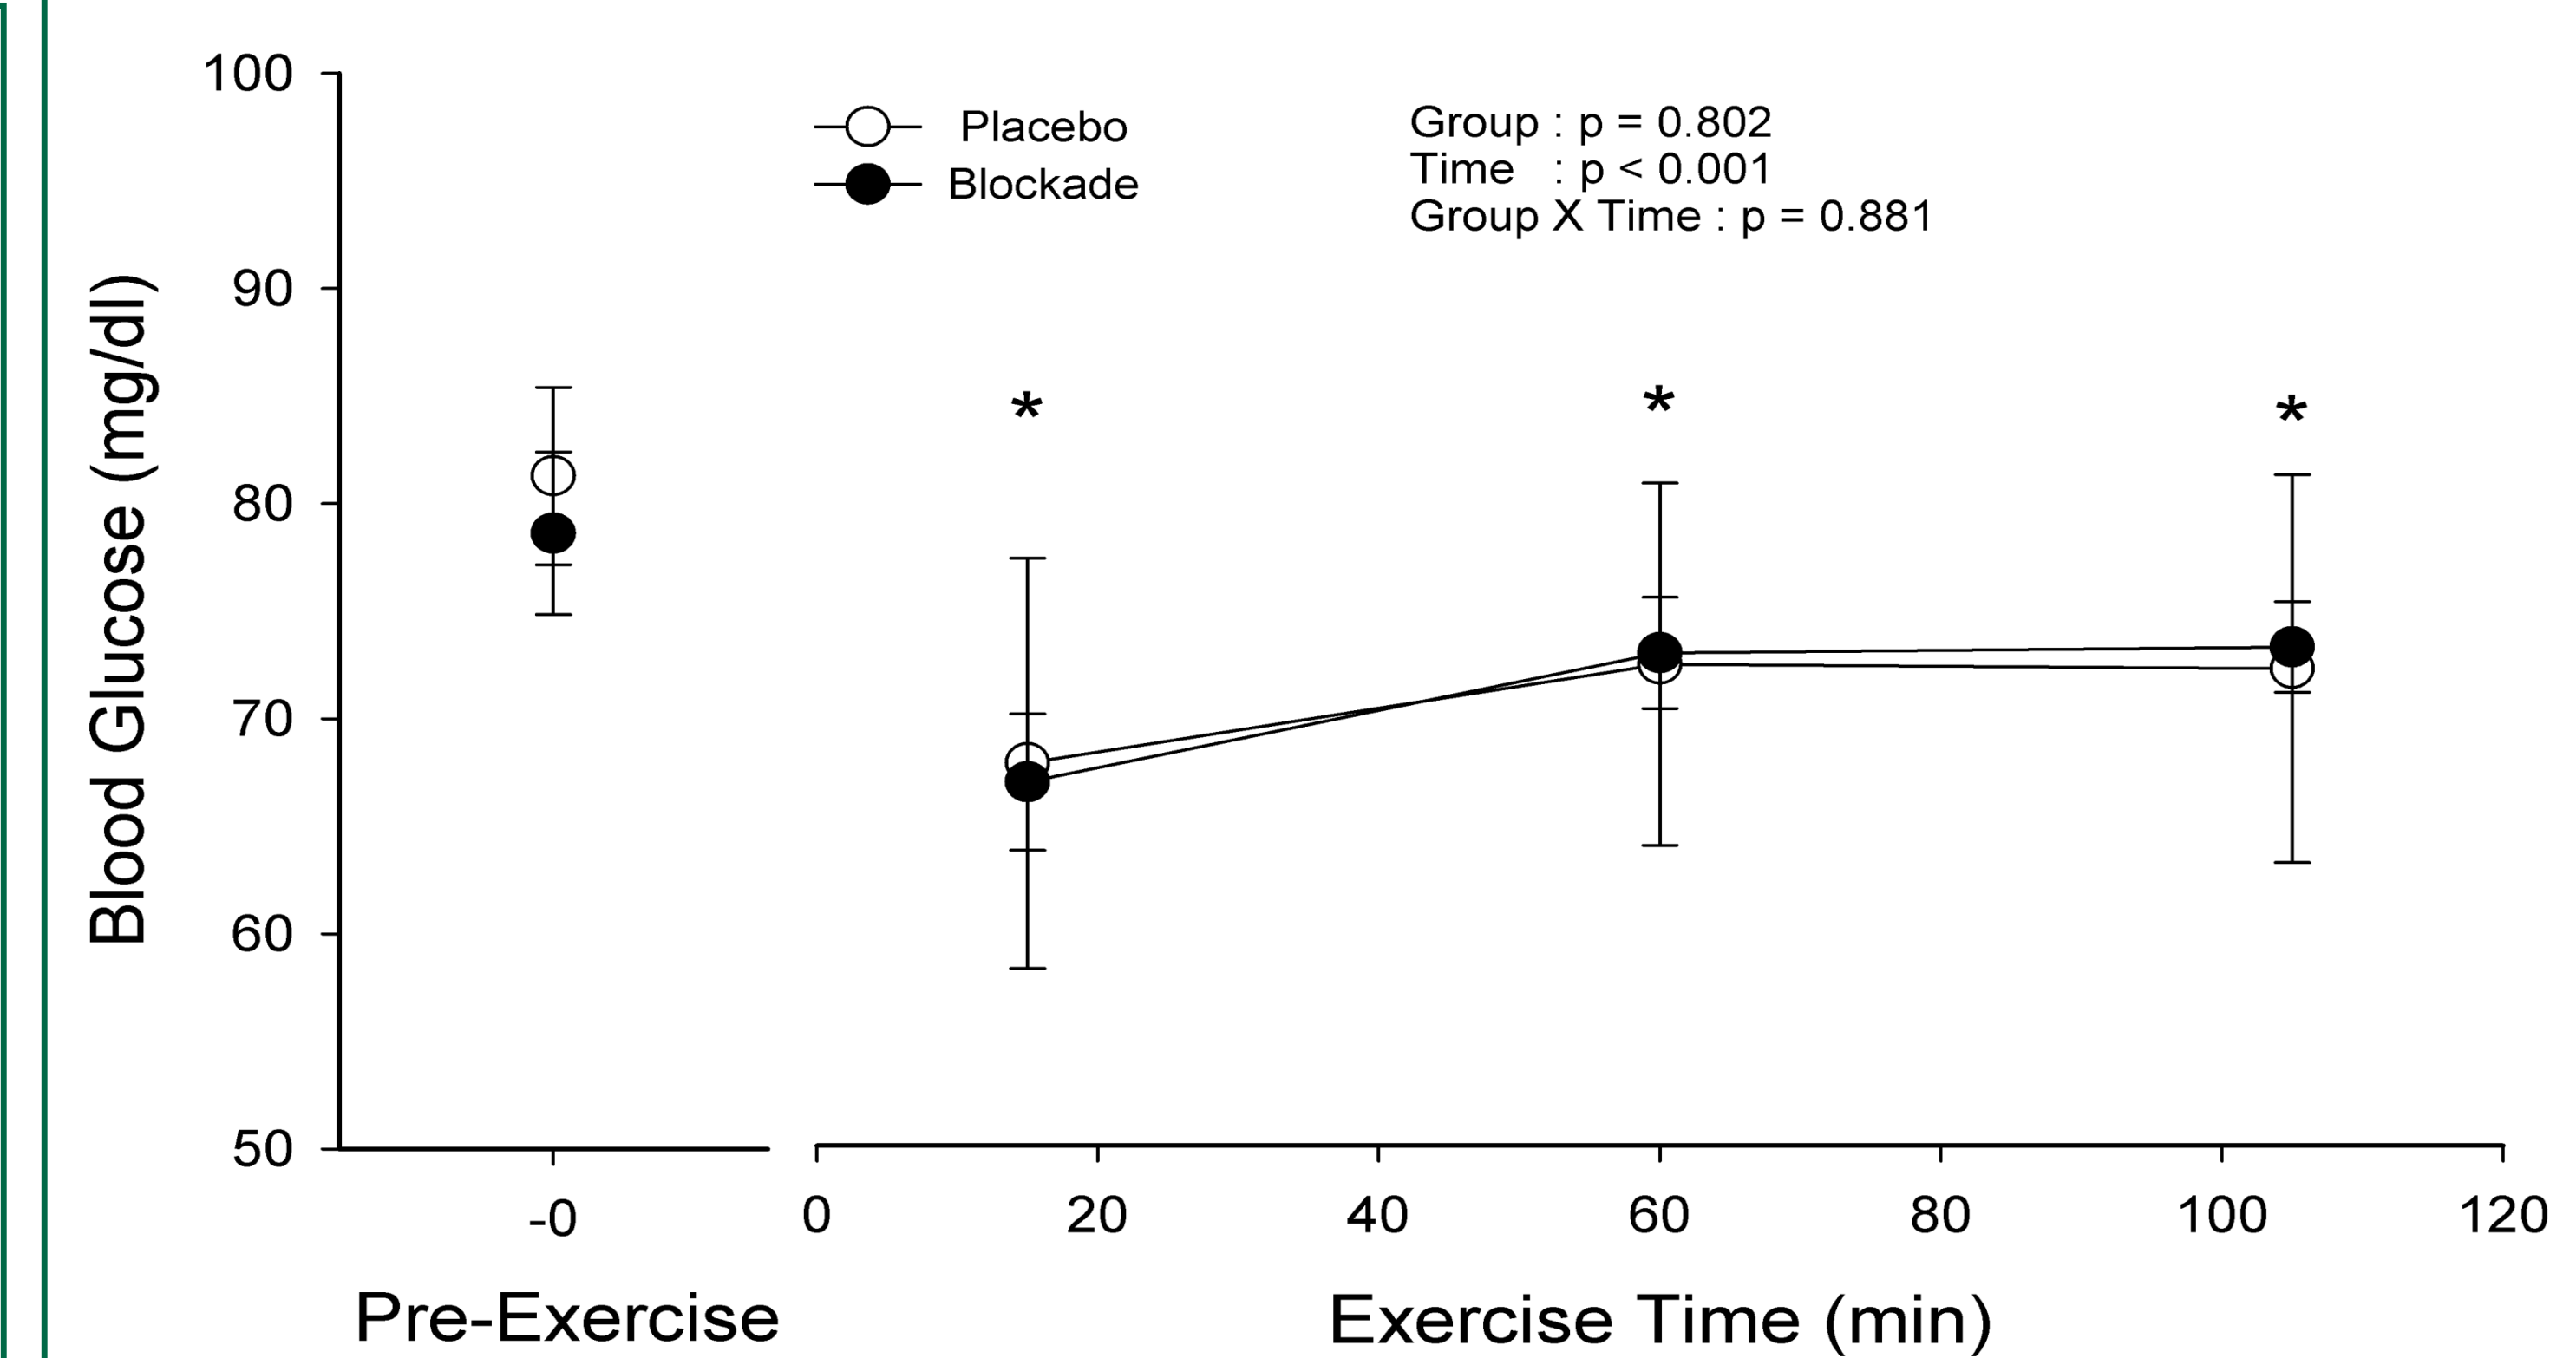 100
90
80
70
60
50
Blood Glucose (mg/dl)
Placebo
Blockade
Group : p = 0.802
Time : p < 0.001
Group X Time : p = 0.881
*
*
*
-0
0
20
40
60
80
100
120
Pre-Exercise
Exercise Time (min)